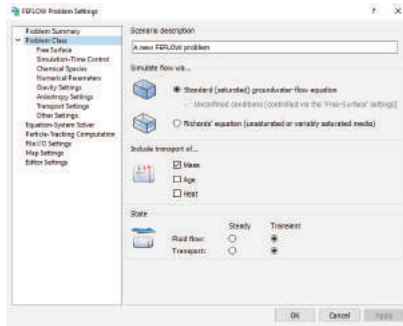 FEFLOW Problem Settings
? X
Problem Summary
Problem Class
Free Surface
Simulation-Time Control
Chemical Species
Numerical Parameters
Gravity Settings
Anisotropy Settings
Transport Settings
Other Settings
Equation-System Solver
Particle-Tracking Computation
File I/O Settings
Map Settings
Editor Settings
Scenario description
A new FEFLOW problem
Simulate flow via...
Standard (saturated) groundwater-flow equation
Unconfined conditions (controlled via the 'Free-Surface' settings)
Richards' equation (unsaturated or variably saturated media)
Include transport of...
Mass
Age
Heat
State
Steady Transient
Fluid flow:
Transport:
OK Cancel Apply